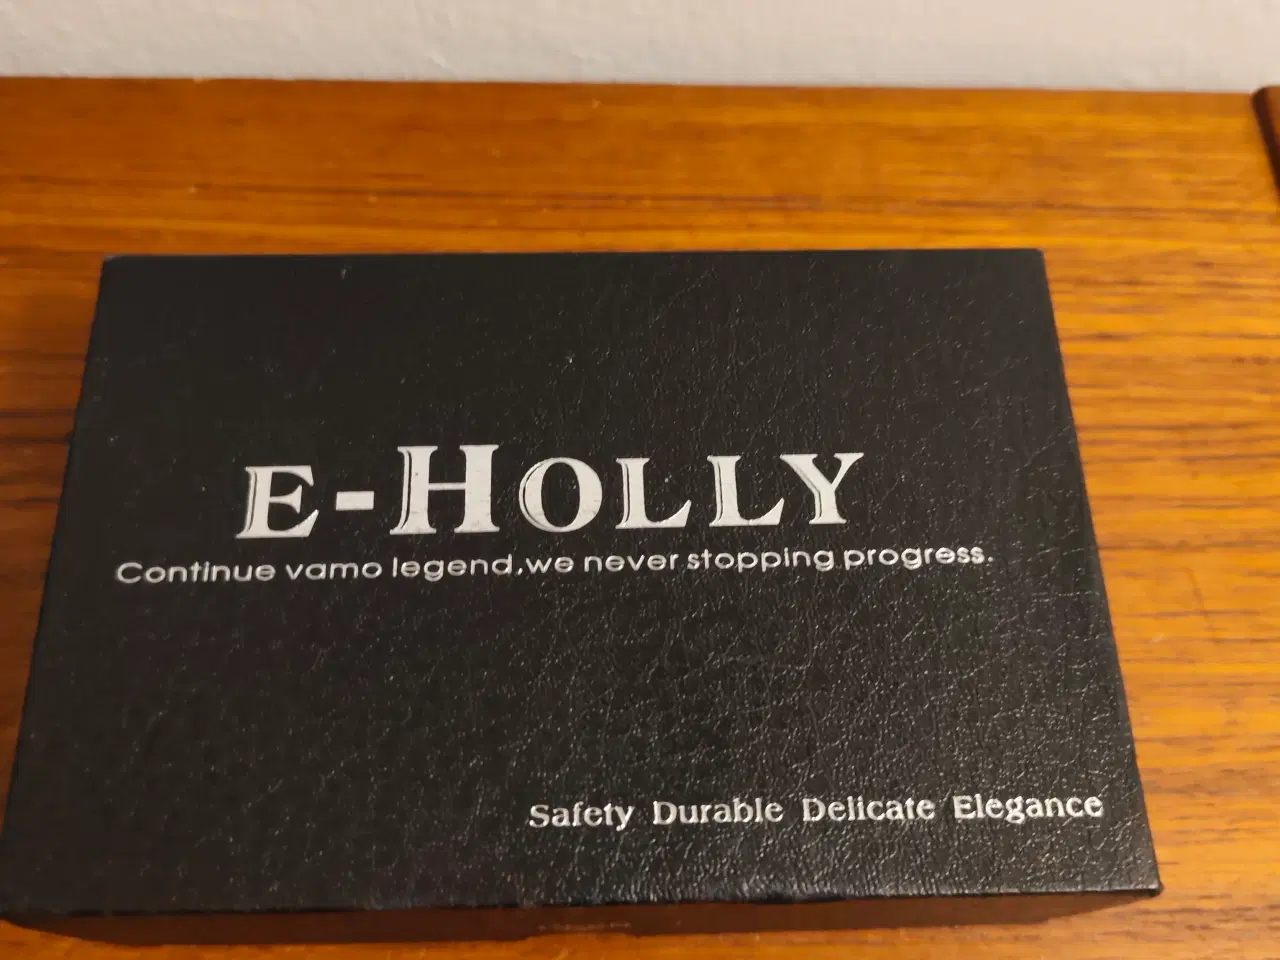 E-HOLLY
Continue vamo legend,we never stopping progress.
Safety Durable Delicate Elegance